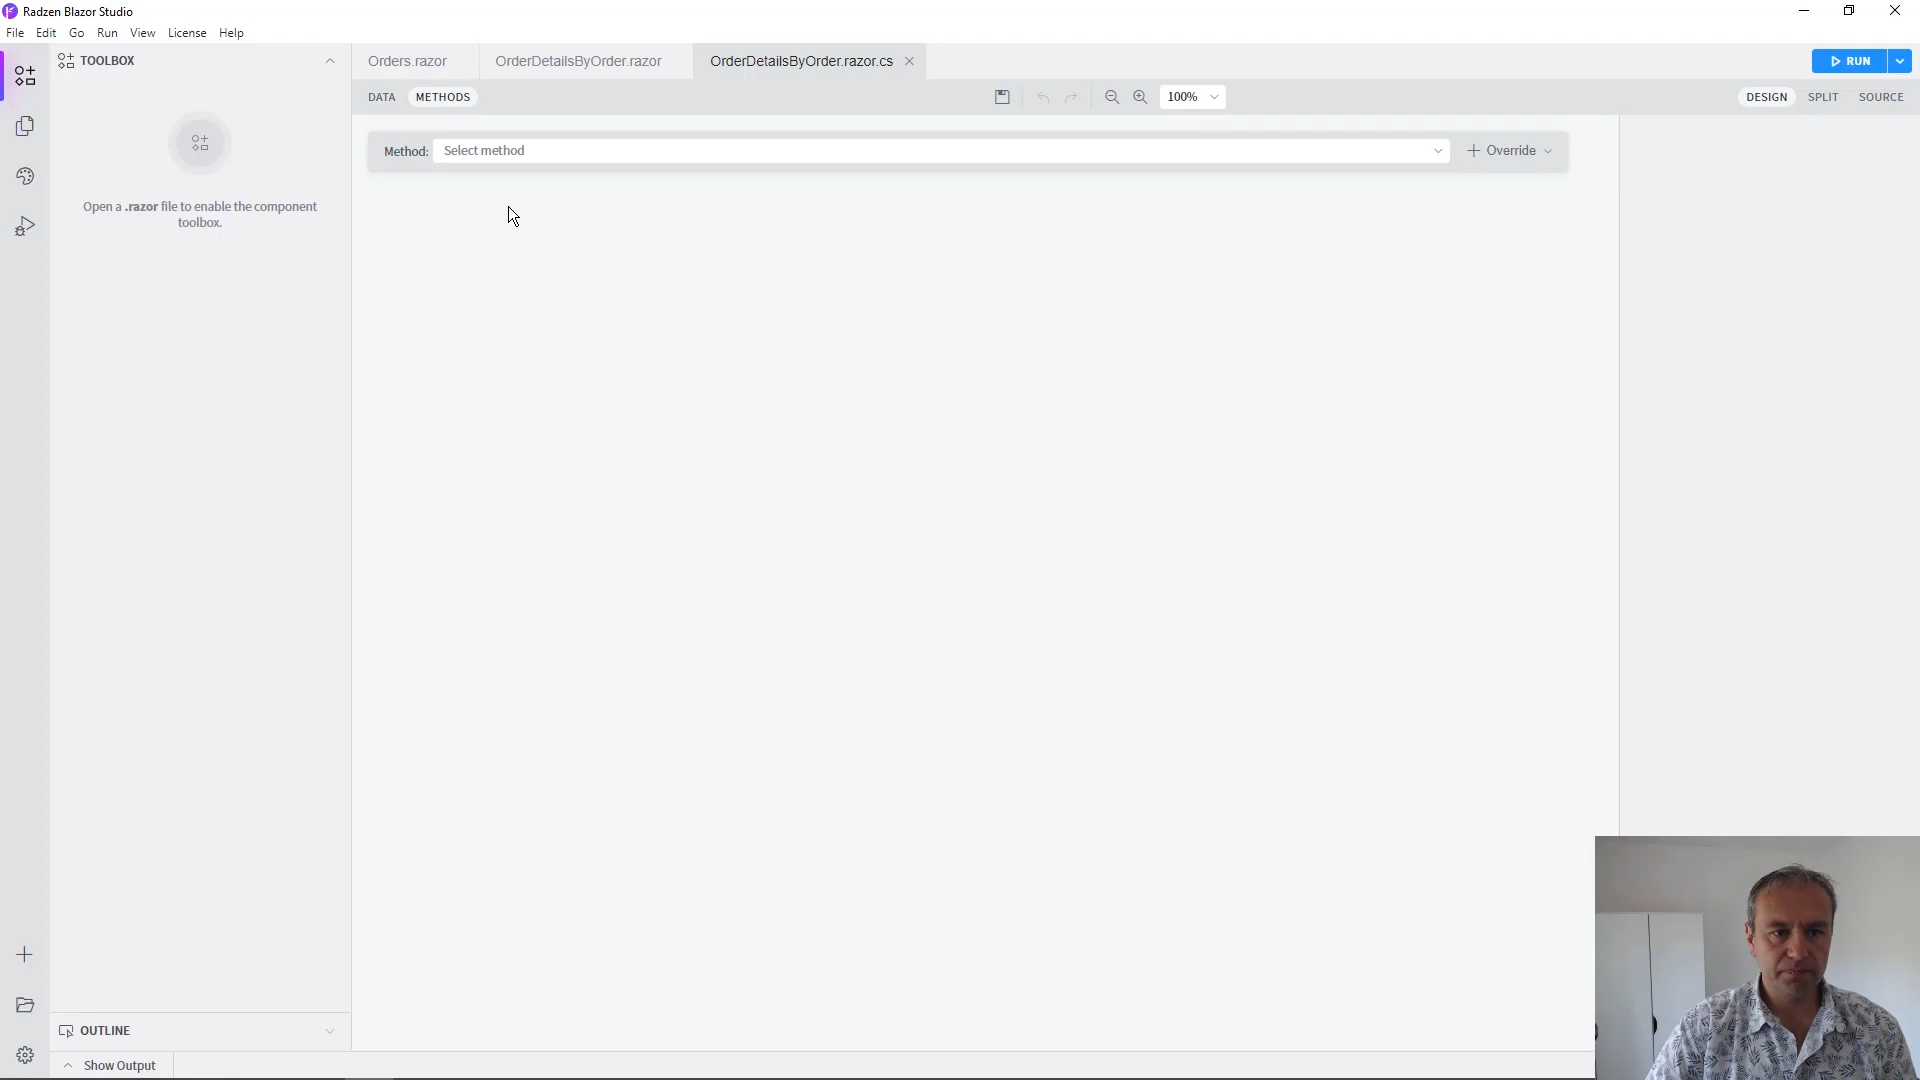 Radzen Blazor Studio
File Edit Go Run View License Help
TOOLBOX
Orders.razor OrderDetailsByOrder.razor OrderDetailsByOrder.razor.cs
RUN
DATA METHODS
100%
DESIGN SPLIT SOURCE
Method: Select method
Override
Open a .razor file to enable the component
toolbox.
OUTLINE
Show Output